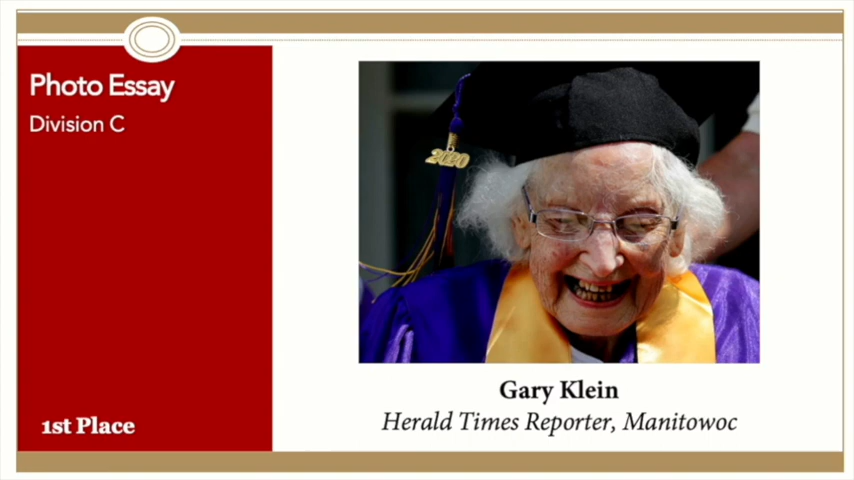 Photo Essay
Division C
2020
Gary Klein
Herald Times Reporter, Manitowoc
1st Place